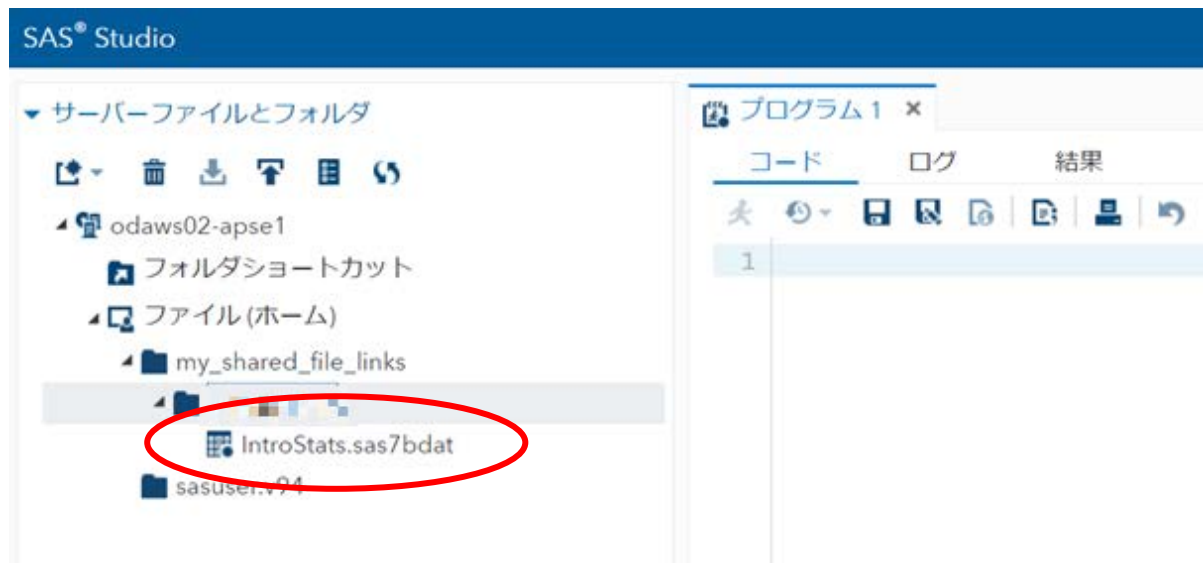 SAS® Studio
サーバーファイルとフォルダ
odaws02-apse1
フォルダショートカット
ファイル (ホーム)
my_shared_file_links
IntroStats.sas7bdat
sasuser.v94
プログラム 1
コード ログ 結果
1